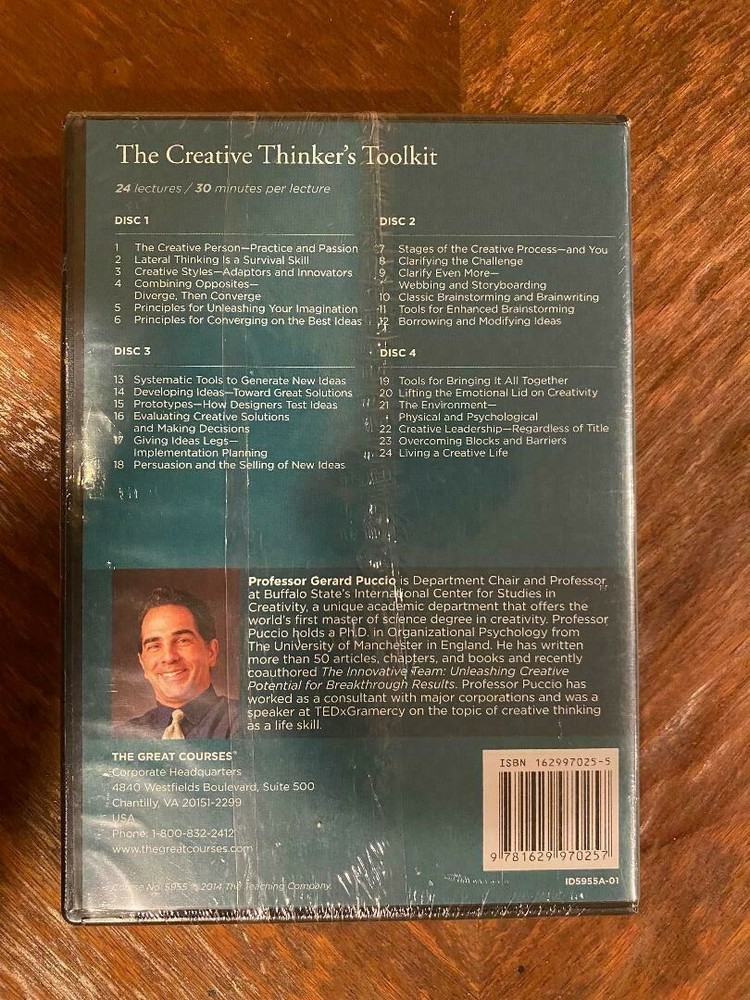 The Creative Thinker's Toolkit
24 lectures / 30 minutes per lecture
DISC 1
1 The Creative Person—Practice and Passion
2 Lateral Thinking Is a Survival Skill
3 Creative Styles—Adaptors and Innovators
4 Combining Opposites—
Diverge, Then Converge
5 Principles for Unleashing Your Imagination
6 Principles for Converging on the Best Ideas
DISC 2
7 Stages of the Creative Process—and You
8 Clarifying the Challenge
9 Clarify Even More—
Webbing and Storyboarding
10 Classic Brainstorming and Brainwriting
11 Tools for Enhanced Brainstorming
12 Borrowing and Modifying Ideas
DISC 3
13 Systematic Tools to Generate New Ideas
14 Developing Ideas—Toward Great Solutions
15 Prototypes—How Designers Test Ideas
16 Evaluating Creative Solutions
and Making Decisions
17 Giving Ideas Legs—
Implementation Planning
18 Persuasion and the Selling of New Ideas
DISC 4
19 Tools for Bringing It All Together
20 Lifting the Emotional Lid on Creativity
21 The Environment—
Physical and Psychological
22 Creative Leadership—Regardless of Title
23 Overcoming Blocks and Barriers
24 Living a Creative Life
Professor Gerard Puccio is Department Chair and Professor
at Buffalo State's International Center for Studies in
Creativity, a unique academic department that offers the
world's first master of science degree in creativity. Professor
Puccio holds a Ph.D. in Organizational Psychology from
The University of Manchester in England. He has written
more than 50 articles, chapters, and books and recently
coauthored The Innovative Team: Unleashing Creative
Potential for Breakthrough Results. Professor Puccio has
worked as a consultant with major corporations and was a
speaker at TEDxGramercy on the topic of creative thinking
as a life skill.
THE GREAT COURSES®
Corporate Headquarters
4840 Westfields Boulevard, Suite 500
Chantilly, VA 20151-2299
USA
Phone: 1-800-832-2412
www.thegreatcourses.com
Course No. 5955 © 2014 The Teaching Company.
ISBN 162997025-5
9 781629 970257
ID5955A-01